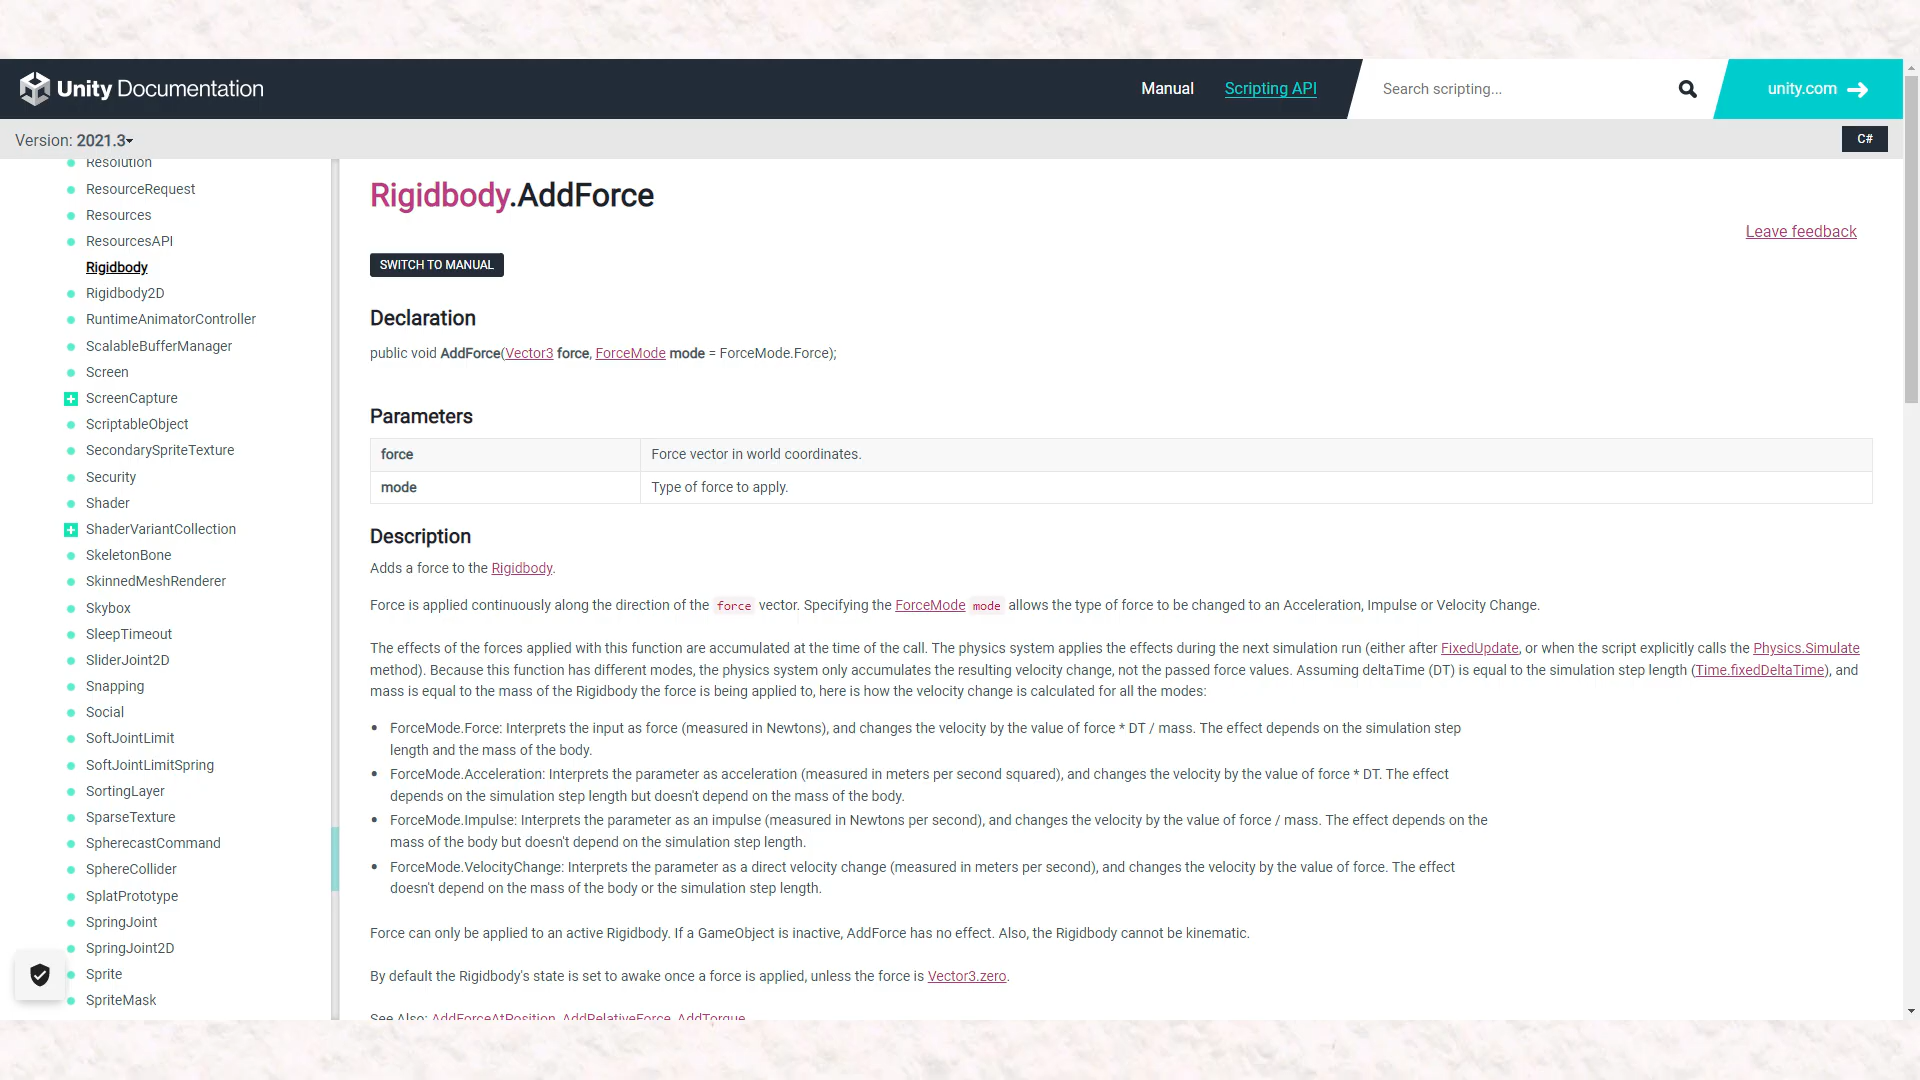 Unity Documentation
Manual
Scripting API
Search scripting...
unity.com
Version: 2021.3
C#
Resolution
ResourceRequest
Resources
ResourcesAPI
Rigidbody
Rigidbody2D
RuntimeAnimatorController
ScalableBufferManager
Screen
ScreenCapture
ScriptableObject
SecondarySpriteTexture
Security
Shader
ShaderVariantCollection
SkeletonBone
SkinnedMeshRenderer
Skybox
SleepTimeout
SliderJoint2D
Snapping
Social
SoftJointLimit
SoftJointLimitSpring
SortingLayer
SparseTexture
SpherecastCommand
SphereCollider
SplatPrototype
SpringJoint
SpringJoint2D
Sprite
SpriteMask
Rigidbody.AddForce
Leave feedback
SWITCH TO MANUAL
Declaration
public void AddForce(Vector3 force, ForceMode mode = ForceMode.Force);
Parameters
force Force vector in world coordinates.
mode Type of force to apply.
Description
Adds a force to the Rigidbody.
Force is applied continuously along the direction of the force vector. Specifying the ForceMode mode allows the type of force to be changed to an Acceleration, Impulse or Velocity Change.
The effects of the forces applied with this function are accumulated at the time of the call. The physics system applies the effects during the next simulation run (either after FixedUpdate, or when the script explicitly calls the Physics.Simulate
method). Because this function has different modes, the physics system only accumulates the resulting velocity change, not the passed force values. Assuming deltaTime (DT) is equal to the simulation step length (Time.fixedDeltaTime), and
mass is equal to the mass of the Rigidbody the force is being applied to, here is how the velocity change is calculated for all the modes:
• ForceMode.Force: Interprets the input as force (measured in Newtons), and changes the velocity by the value of force * DT / mass. The effect depends on the simulation step
length and the mass of the body.
• ForceMode.Acceleration: Interprets the parameter as acceleration (measured in meters per second squared), and changes the velocity by the value of force * DT. The effect
depends on the simulation step length but doesn't depend on the mass of the body.
• ForceMode.Impulse: Interprets the parameter as an impulse (measured in Newtons per second), and changes the velocity by the value of force / mass. The effect depends on the
mass of the body but doesn't depend on the simulation step length.
• ForceMode.VelocityChange: Interprets the parameter as a direct velocity change (measured in meters per second), and changes the velocity by the value of force. The effect
doesn't depend on the mass of the body or the simulation step length.
Force can only be applied to an active Rigidbody. If a GameObject is inactive, AddForce has no effect. Also, the Rigidbody cannot be kinematic.
By default the Rigidbody's state is set to awake once a force is applied, unless the force is Vector3.zero.
See Also: AddForceAtPosition, AddRelativeForce, AddTorque